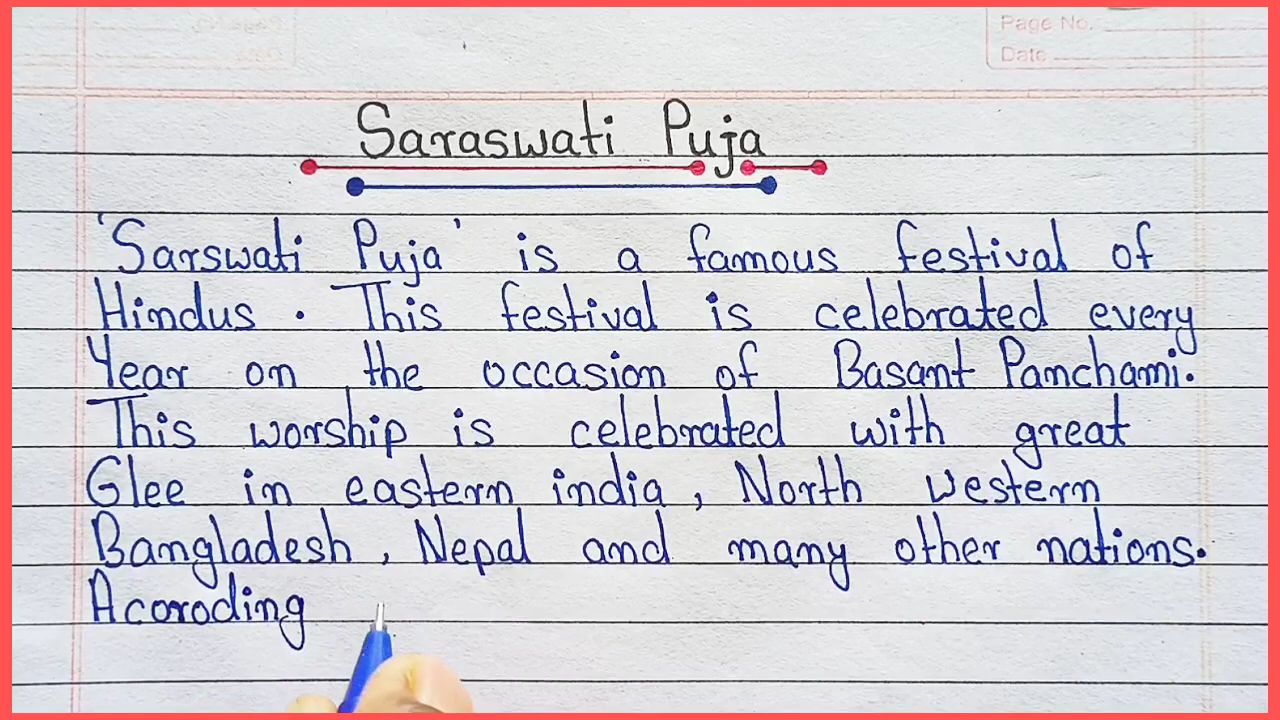 Page No.
Date
Saraswati Puja
'Sarswati Puja' is a famous festival of
Hindus. This festival is celebrated every
Year on the occasion of Basant Panchami.
This worship is celebrated with great
Glee in eastern india, North western
Bangladesh, Nepal and many other nations.
Acoroding